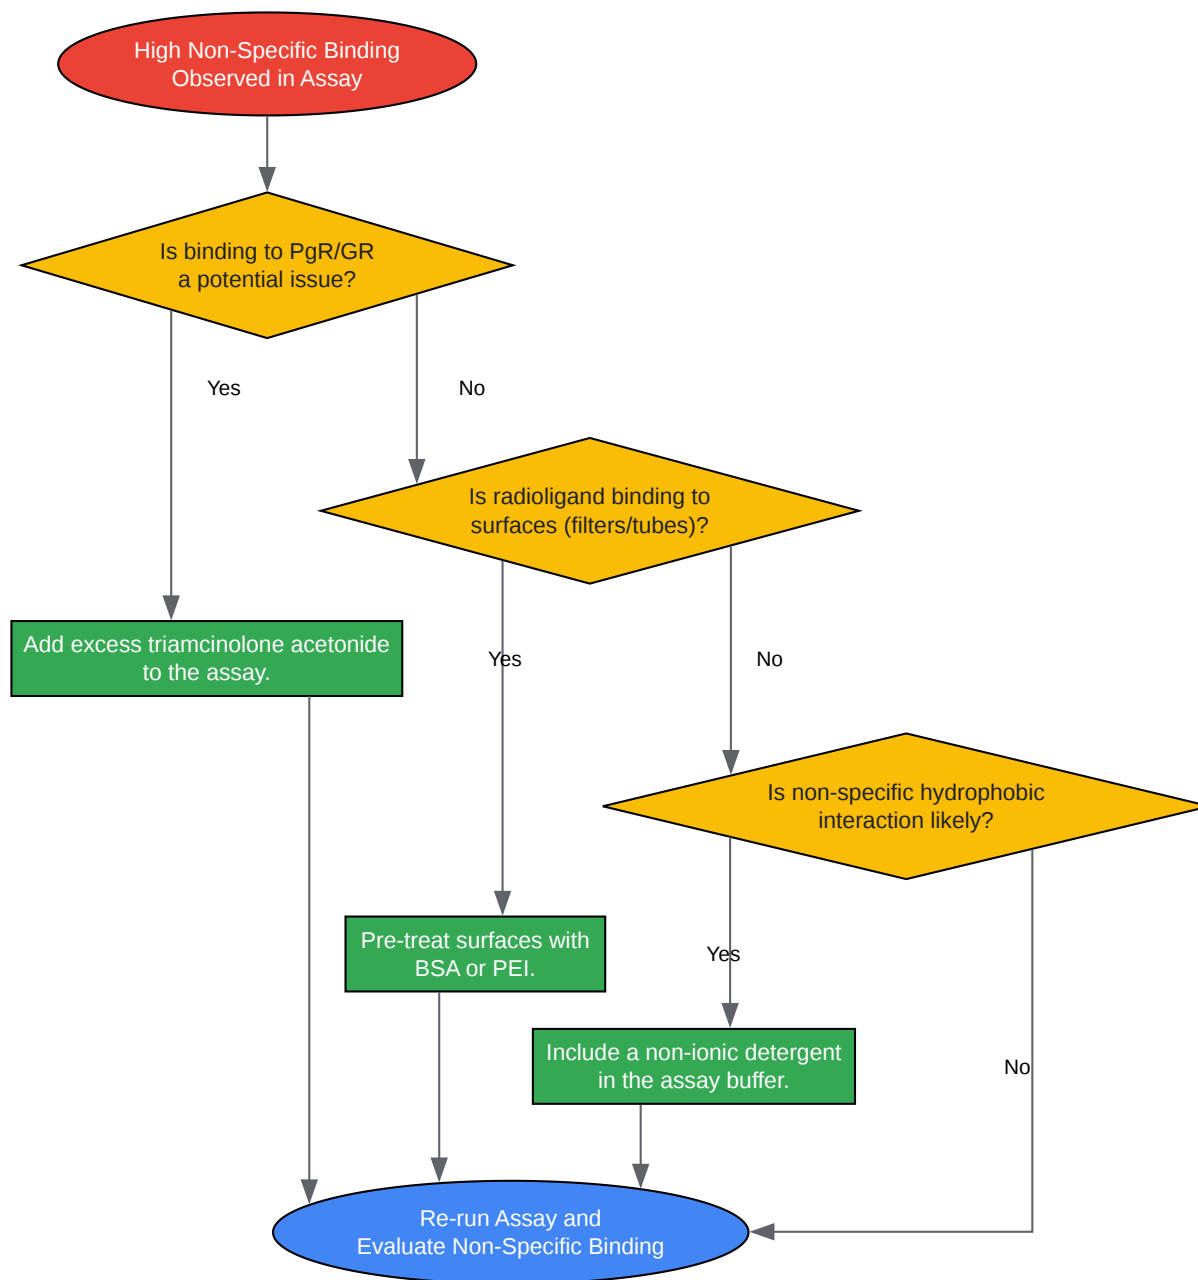 High Non-Specific Binding
Observed in Assay
Is binding to PgR/GR
a potential issue?
Yes
No
Is radioligand binding to
surfaces (filters/tubes)?
Add excess triamcinolone acetonide
to the assay.
Yes
No
Is non-specific hydrophobic
interaction likely?
Pre-treat surfaces with
BSA or PEI.
Yes
Include a non-ionic detergent
in the assay buffer.
No
Re-run Assay and
Evaluate Non-Specific Binding